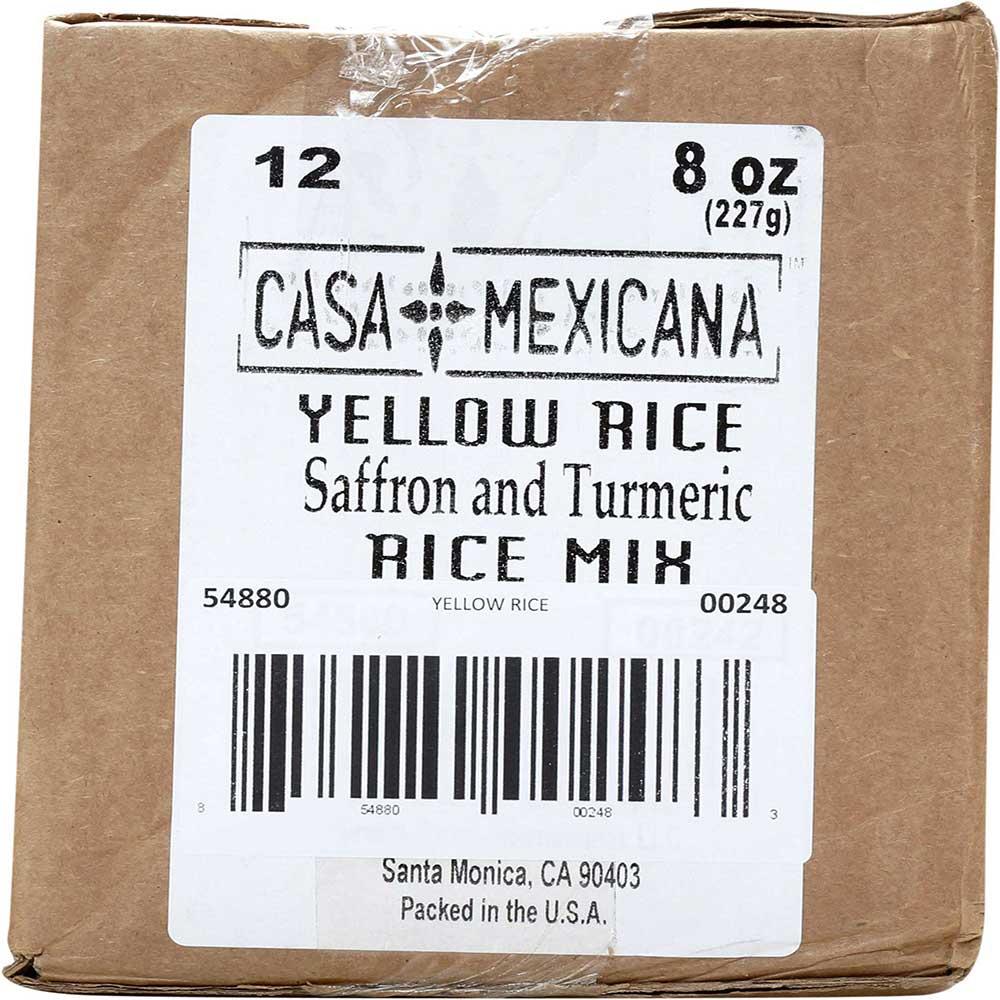 12
8 oz
(227g)
CASA MEXICANA TM
YELLOW RICE
Saffron and Turmeric
RICE MIX
54880 YELLOW RICE 00248
8 54880 00248 3
Santa Monica, CA 90403
Packed in the U.S.A.